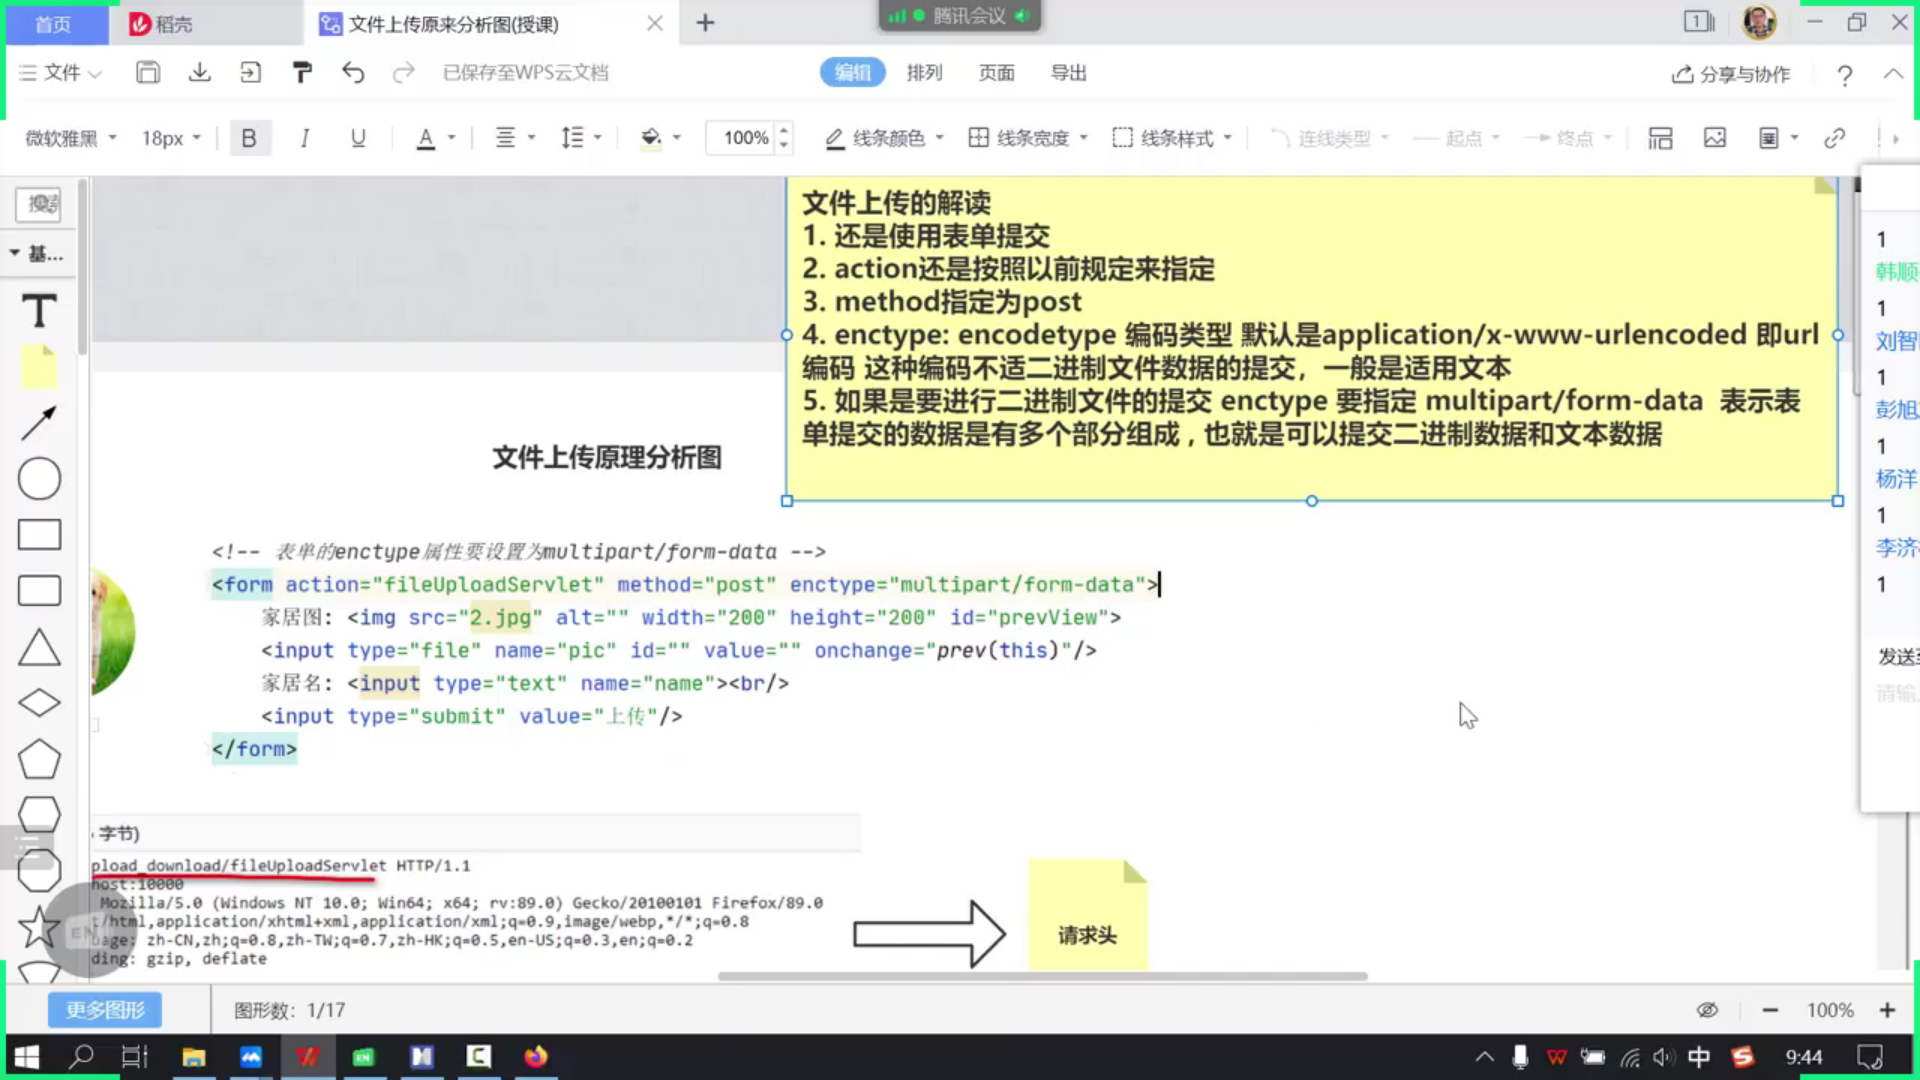 首页
稻壳
文件上传原来分析图(授课)
腾讯会议
文件
已保存至WPS云文档
编辑
排列
页面
导出
分享与协作
微软雅黑
18px
B
I
U
A
100%
线条颜色
线条宽度
线条样式
连线类型
起点
终点
基...
T
文件上传的解读
1. 还是使用表单提交
2. action还是按照以前规定来指定
3. method指定为post
4. enctype: encodetype 编码类型 默认是application/x-www-urlencoded 即url
编码 这种编码不适二进制文件数据的提交，一般是适用文本
5. 如果是要进行二进制文件的提交 enctype 要指定 multipart/form-data 表示表
单提交的数据是有多个部分组成 , 也就是可以提交二进制数据和文本数据
文件上传原理分析图
<!-- 表单的enctype属性要设置为multipart/form-data -->
<form action="fileUploadServlet" method="post" enctype="multipart/form-data">
家居图: <img src="2.jpg" alt="" width="200" height="200" id="prevView">
<input type="file" name="pic" id="" value="" onchange="prev(this)"/>
家居名: <input type="text" name="name"><br/>
<input type="submit" value="上传"/>
</form>
字节)
pload_download/fileUploadServlet HTTP/1.1
host:10000
Mozilla/5.0 (Windows NT 10.0; Win64; x64; rv:89.0) Gecko/20100101 Firefox/89.0
t/html,application/xhtml+xml,application/xml;q=0.9,image/webp,*/*;q=0.8
uage: zh-CN,zh;q=0.8,zh-TW;q=0.7,zh-HK;q=0.5,en-US;q=0.3,en;q=0.2
ding: gzip, deflate
请求头
1
韩顺
1
刘智
1
彭旭
1
杨洋
1
李济
1
发送至
请输
EN
更多图形
图形数: 1/17
100%
中
9:44